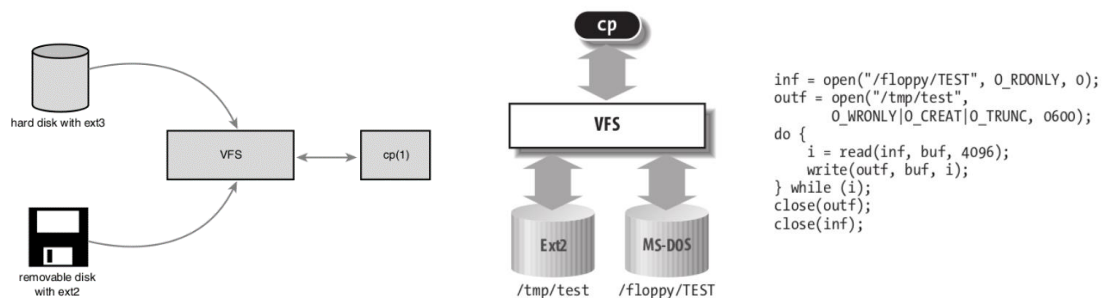 hard disk with ext3
VFS
cp(1)
removable disk
with ext2
cp
VFS
Ext2
MS-DOS
/tmp/test
/floppy/TEST
inf = open("/floppy/TEST", O_RDONLY, 0);
outf = open("/tmp/test",
        O_WRONLY|O_CREAT|O_TRUNC, 0600);
do {
    i = read(inf, buf, 4096);
    write(outf, buf, i);
} while (i);
close(outf);
close(inf);